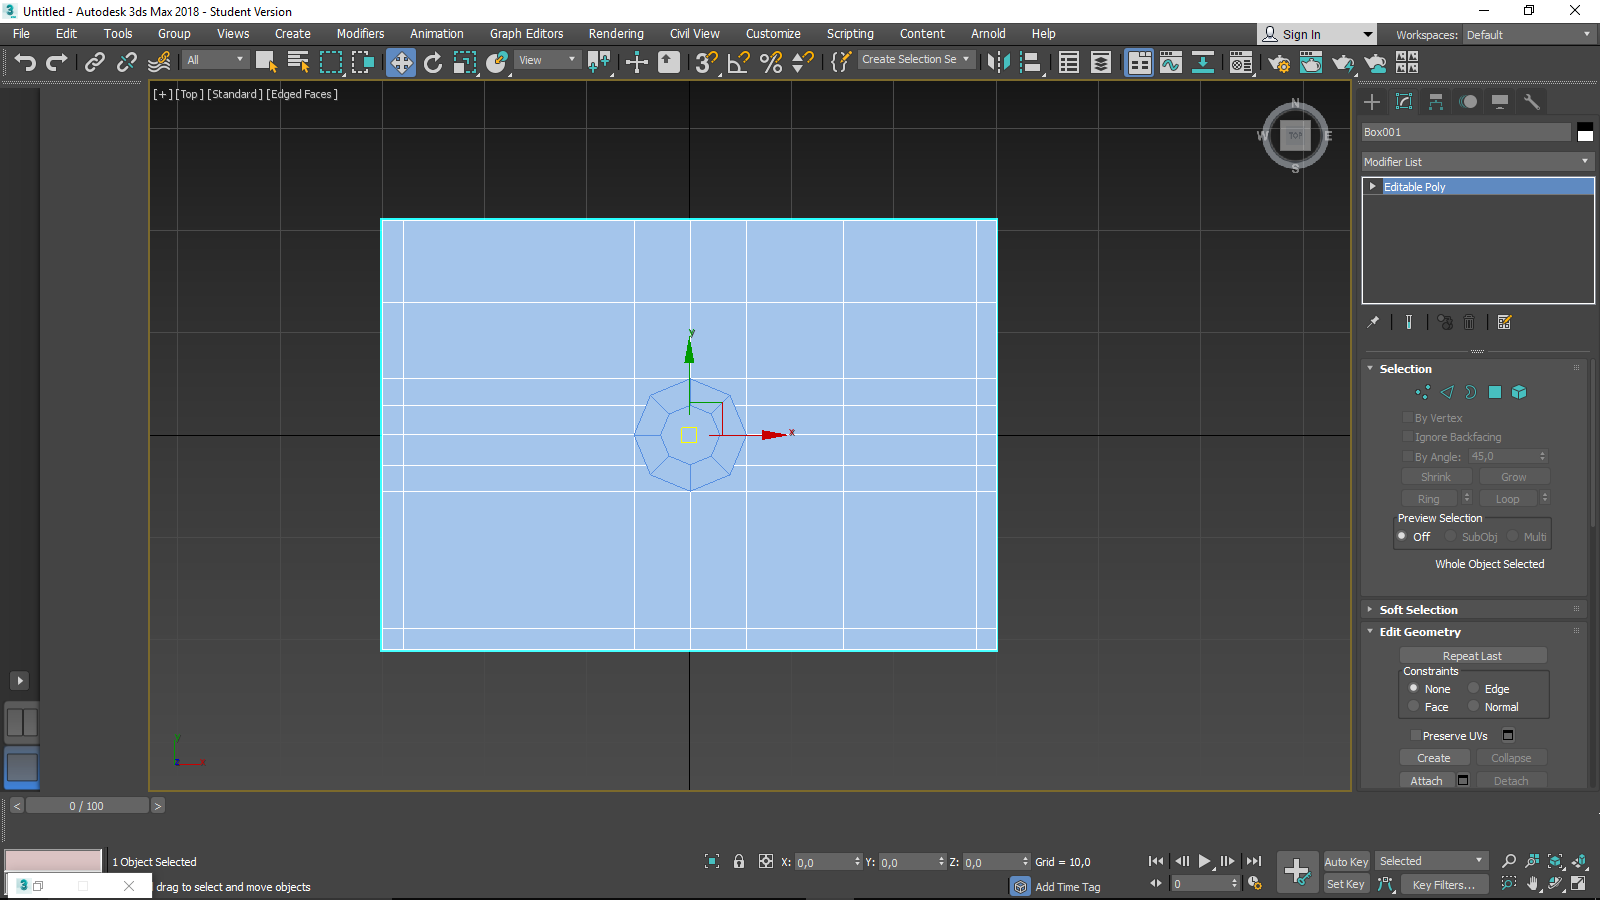 Untitled - Autodesk 3ds Max 2018 - Student Version
File Edit Tools Group Views Create Modifiers Animation Graph Editors Rendering Civil View Customize Scripting Content Arnold Help Sign In Workspaces: Default
All View Create Selection Se
[+] [Top] [Standard] [Edged Faces]
N
W TOP E
S
Box001
Modifier List
Editable Poly
Selection
By Vertex
Ignore Backfacing
By Angle: 45,0
Shrink Grow
Ring Loop
Preview Selection
Off SubObj Multi
Whole Object Selected
Soft Selection
Edit Geometry
Repeat Last
Constraints
None Edge
Face Normal
Preserve UVs
Create Collapse
Attach Detach
y
x
y
z x
< 0 / 100 >
1 Object Selected X: 0,0 Y: 0,0 Z: 0,0 Grid = 10,0 Auto Key Selected
drag to select and move objects Add Time Tag 0 Set Key Key Filters...
3